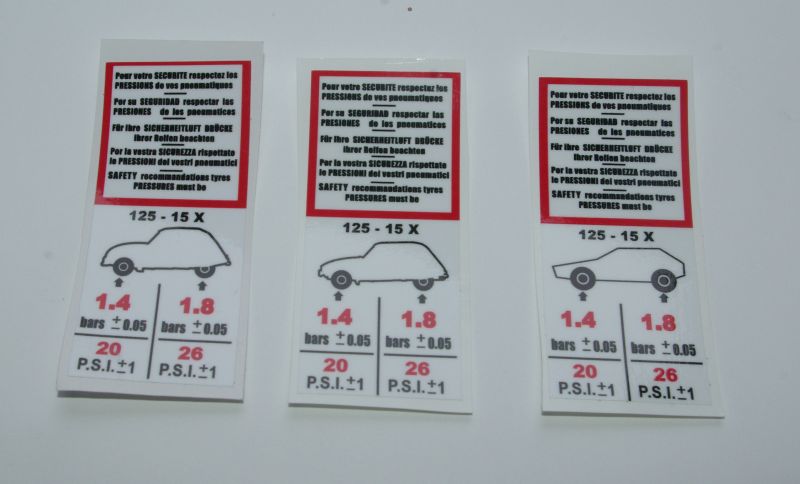 Pour votre SECURITE respectez les
PRESSIONS de vos pneumatiques
Por su SEGURIDAD respectar las
PRESIONES de los pneumatices
Für ihre SICHERHEITLUFT DRÜCKE
ihrer Reifen beachten
Por la vostra SICUREZZA rispettate
le PRESSIONI dei vostri pneumatici
SAFETY recommandations tyres
PRESSURES must be
125 - 15 X
1.4 1.8
bars ± 0.05 bars ± 0.05
20 26
P.S.I.±1 P.S.I.±1
Pour votre SECURITE respectez les
PRESSIONS de vos pneumatiques
Por su SEGURIDAD respectar las
PRESIONES de los pneumatices
Für ihre SICHERHEITLUFT DRÜCKE
ihrer Reifen beachten
Por la vostra SICUREZZA rispettate
le PRESSIONI dei vostri pneumatici
SAFETY recommandations tyres
PRESSURES must be
125 - 15 X
1.4 1.8
bars ± 0.05 bars ± 0.05
20 26
P.S.I.±1 P.S.I.±1
Pour votre SECURITE respectez les
PRESSIONS de vos pneumatiques
Por su SEGURIDAD respectar las
PRESIONES de los pneumatices
Für ihre SICHERHEITLUFT DRÜCKE
ihrer Reifen beachten
Por la vostra SICUREZZA rispettate
le PRESSIONI dei vostri pneumatici
SAFETY recommandations tyres
PRESSURES must be
125 - 15 X
1.4 1.8
bars ± 0.05 bars ± 0.05
20 26
P.S.I.±1 P.S.I.±1